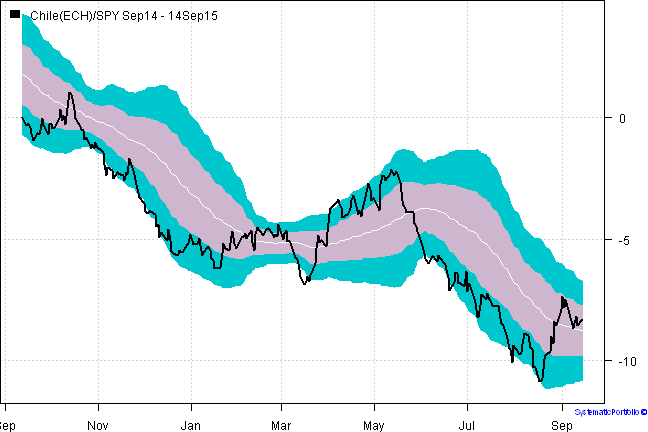 Chile(ECH)/SPY Sep14 - 14Sep15
0
-5
-10
Sep Nov Jan Mar May Jul Sep
SystematicPortfolio ©